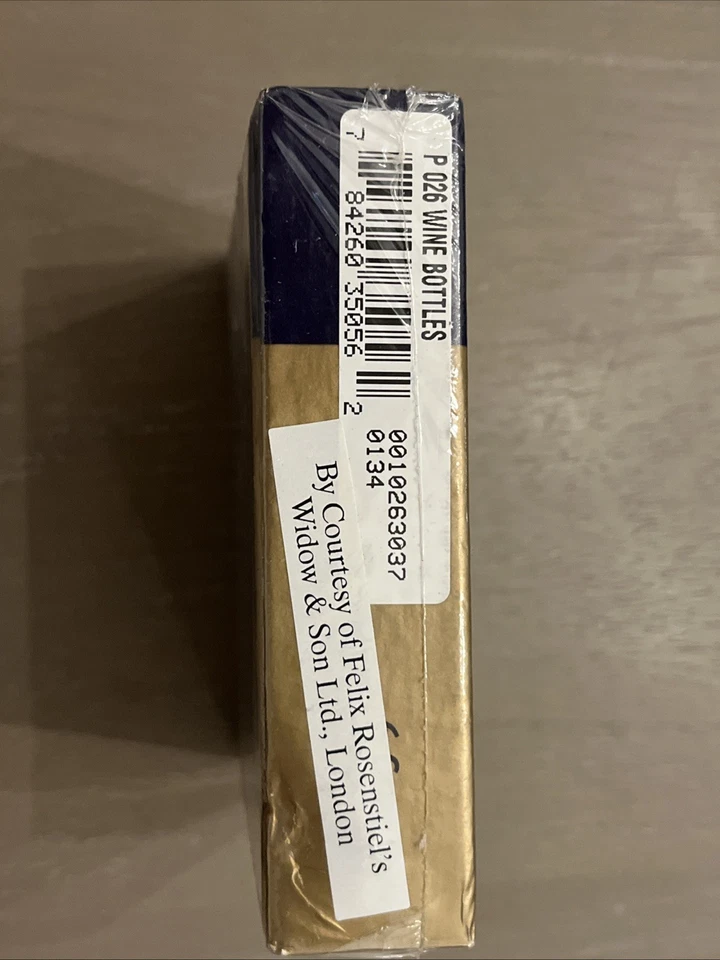 P 026 WINE BOTTLES
7 84260 35056 2
0010263037
0134
By Courtesy of Felix Rosenstiel's
Widow & Son Ltd., London